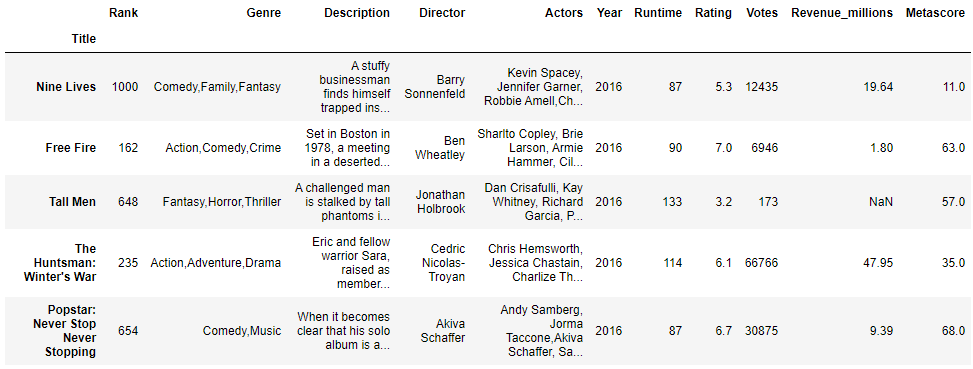 Rank Genre Description Director Actors Year Runtime Rating Votes Revenue_millions Metascore
Title
Nine Lives 1000 Comedy,Family,Fantasy A stuffy businessman finds himself trapped ins... Barry Sonnenfeld Kevin Spacey, Jennifer Garner, Robbie Amell,Ch... 2016 87 5.3 12435 19.64 11.0
Free Fire 162 Action,Comedy,Crime Set in Boston in 1978, a meeting in a deserted... Ben Wheatley Sharlto Copley, Brie Larson, Armie Hammer, Cil... 2016 90 7.0 6946 1.80 63.0
Tall Men 648 Fantasy,Horror,Thriller A challenged man is stalked by tall phantoms i... Jonathan Holbrook Dan Crisafulli, Kay Whitney, Richard Garcia, P... 2016 133 3.2 173 NaN 57.0
The Huntsman: Winter's War 235 Action,Adventure,Drama Eric and fellow warrior Sara, raised as member... Cedric Nicolas-Troyan Chris Hemsworth, Jessica Chastain, Charlize Th... 2016 114 6.1 66766 47.95 35.0
Popstar: Never Stop Never Stopping 654 Comedy,Music When it becomes clear that his solo album is a... Akiva Schaffer Andy Samberg, Jorma Taccone,Akiva Schaffer, Sa... 2016 87 6.7 30875 9.39 68.0